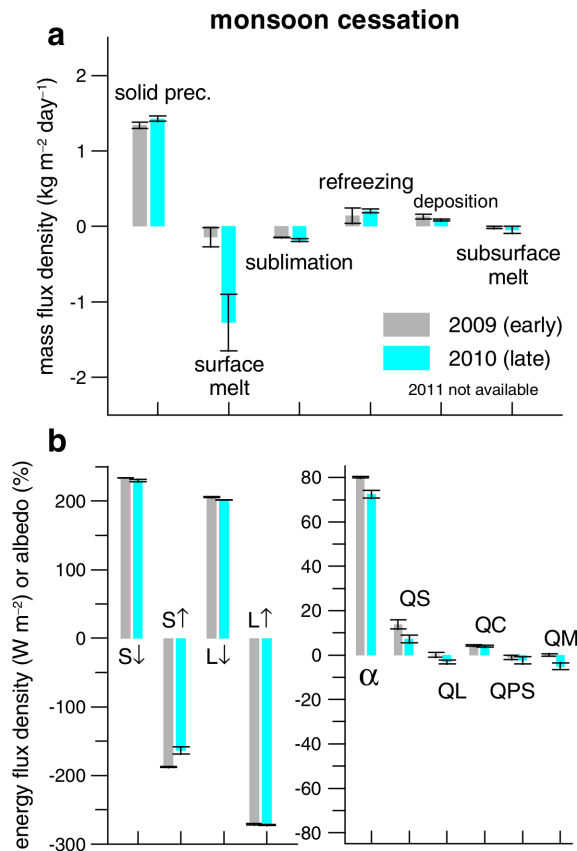 monsoon cessation
a
mass flux density (kg m⁻² day⁻¹)
2
1
0
-1
-2
solid prec.
surface
melt
sublimation
refreezing
deposition
subsurface
melt
2009 (early)
2010 (late)
2011 not available
b
energy flux density (W m⁻²) or albedo (%)
200
100
0
-100
-200
-300
S↓
S↑
L↓
L↑
80
60
40
20
0
-20
-40
-60
-80
α
QS
QL
QC
QPS
QM